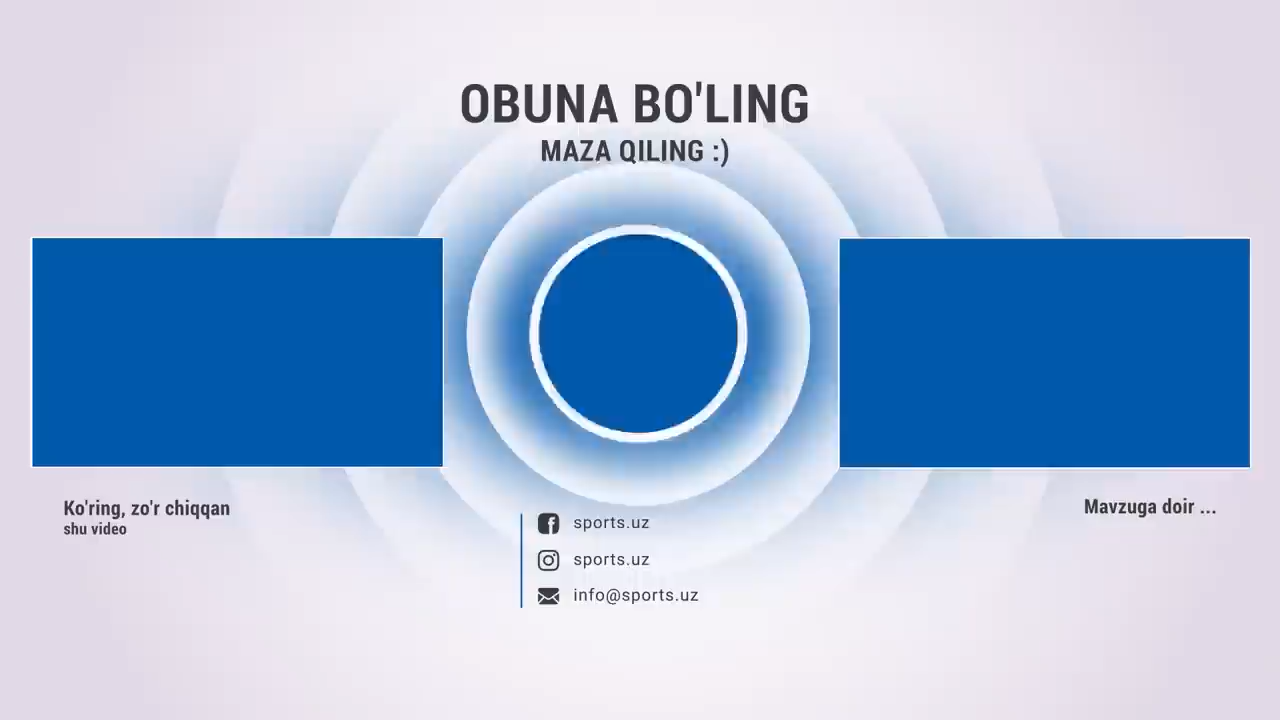 OBUNA BO'LING
MAZA QILING :)
Ko'ring, zo'r chiqqan
shu video
Mavzuga doir ...
sports.uz
sports.uz
info@sports.uz